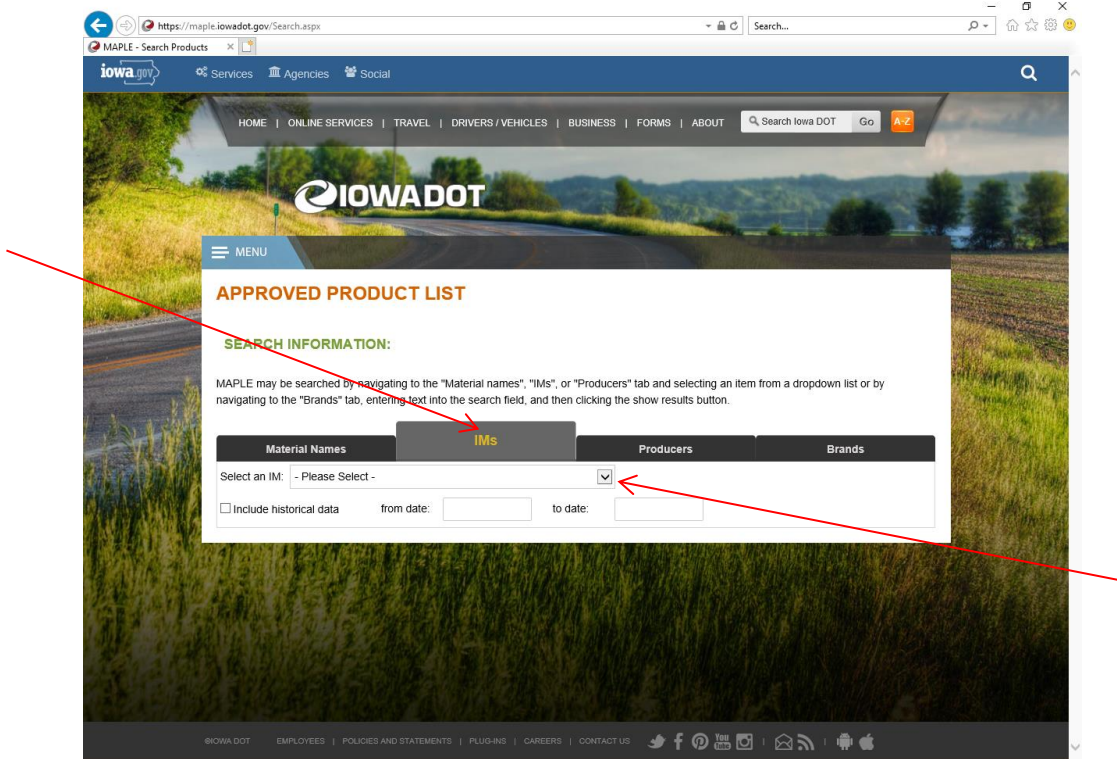 https://maple.iowadot.gov/Search.aspx
Search...
MAPLE - Search Products
iowa.gov
Services
Agencies
Social
HOME | ONLINE SERVICES | TRAVEL | DRIVERS / VEHICLES | BUSINESS | FORMS | ABOUT
Search Iowa DOT
Go
A-Z
IOWADOT
MENU
APPROVED PRODUCT LIST
SEARCH INFORMATION:
MAPLE may be searched by navigating to the "Material names", "IMs", or "Producers" tab and selecting an item from a dropdown list or by
navigating to the "Brands" tab, entering text into the search field, and then clicking the show results button.
Material Names
IMs
Producers
Brands
Select an IM: - Please Select -
Include historical data
from date:
to date:
©IOWA DOT
EMPLOYEES | POLICIES AND STATEMENTS | PLUG-INS | CAREERS | CONTACT US
You
Tube